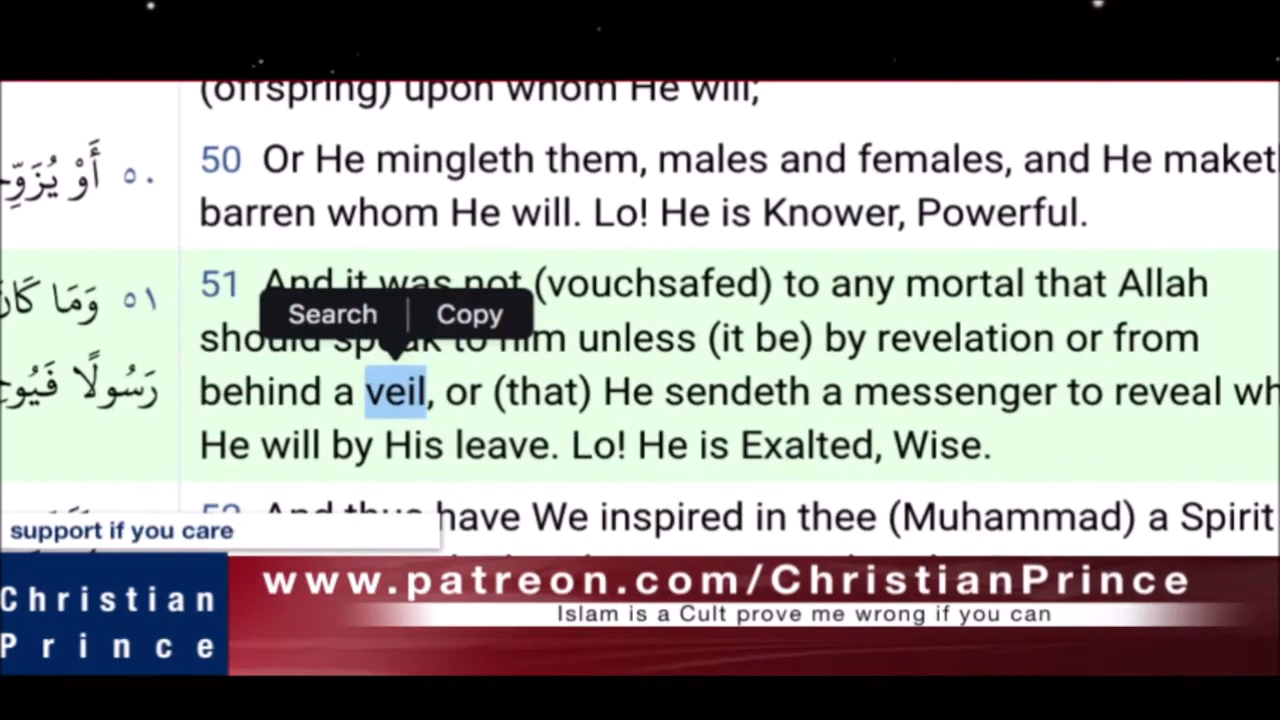 (offspring) upon whom He will;
٥٠ أَوْ
50 Or He mingleth them, males and females, and He maketh
barren whom He will. Lo! He is Knower, Powerful.
٥١ وَمَا
51 And it was not (vouchsafed) to any mortal that Allah
Search Copy
should speak to him unless (it be) by revelation or from
رَسُولًا
behind a veil, or (that) He sendeth a messenger to reveal
He will by His leave. Lo! He is Exalted, Wise.
52 And thus have We inspired in thee (Muhammad) a Spirit
support if you care
Christian
Prince
www.patreon.com/ChristianPrince
Islam is a Cult prove me wrong if you can